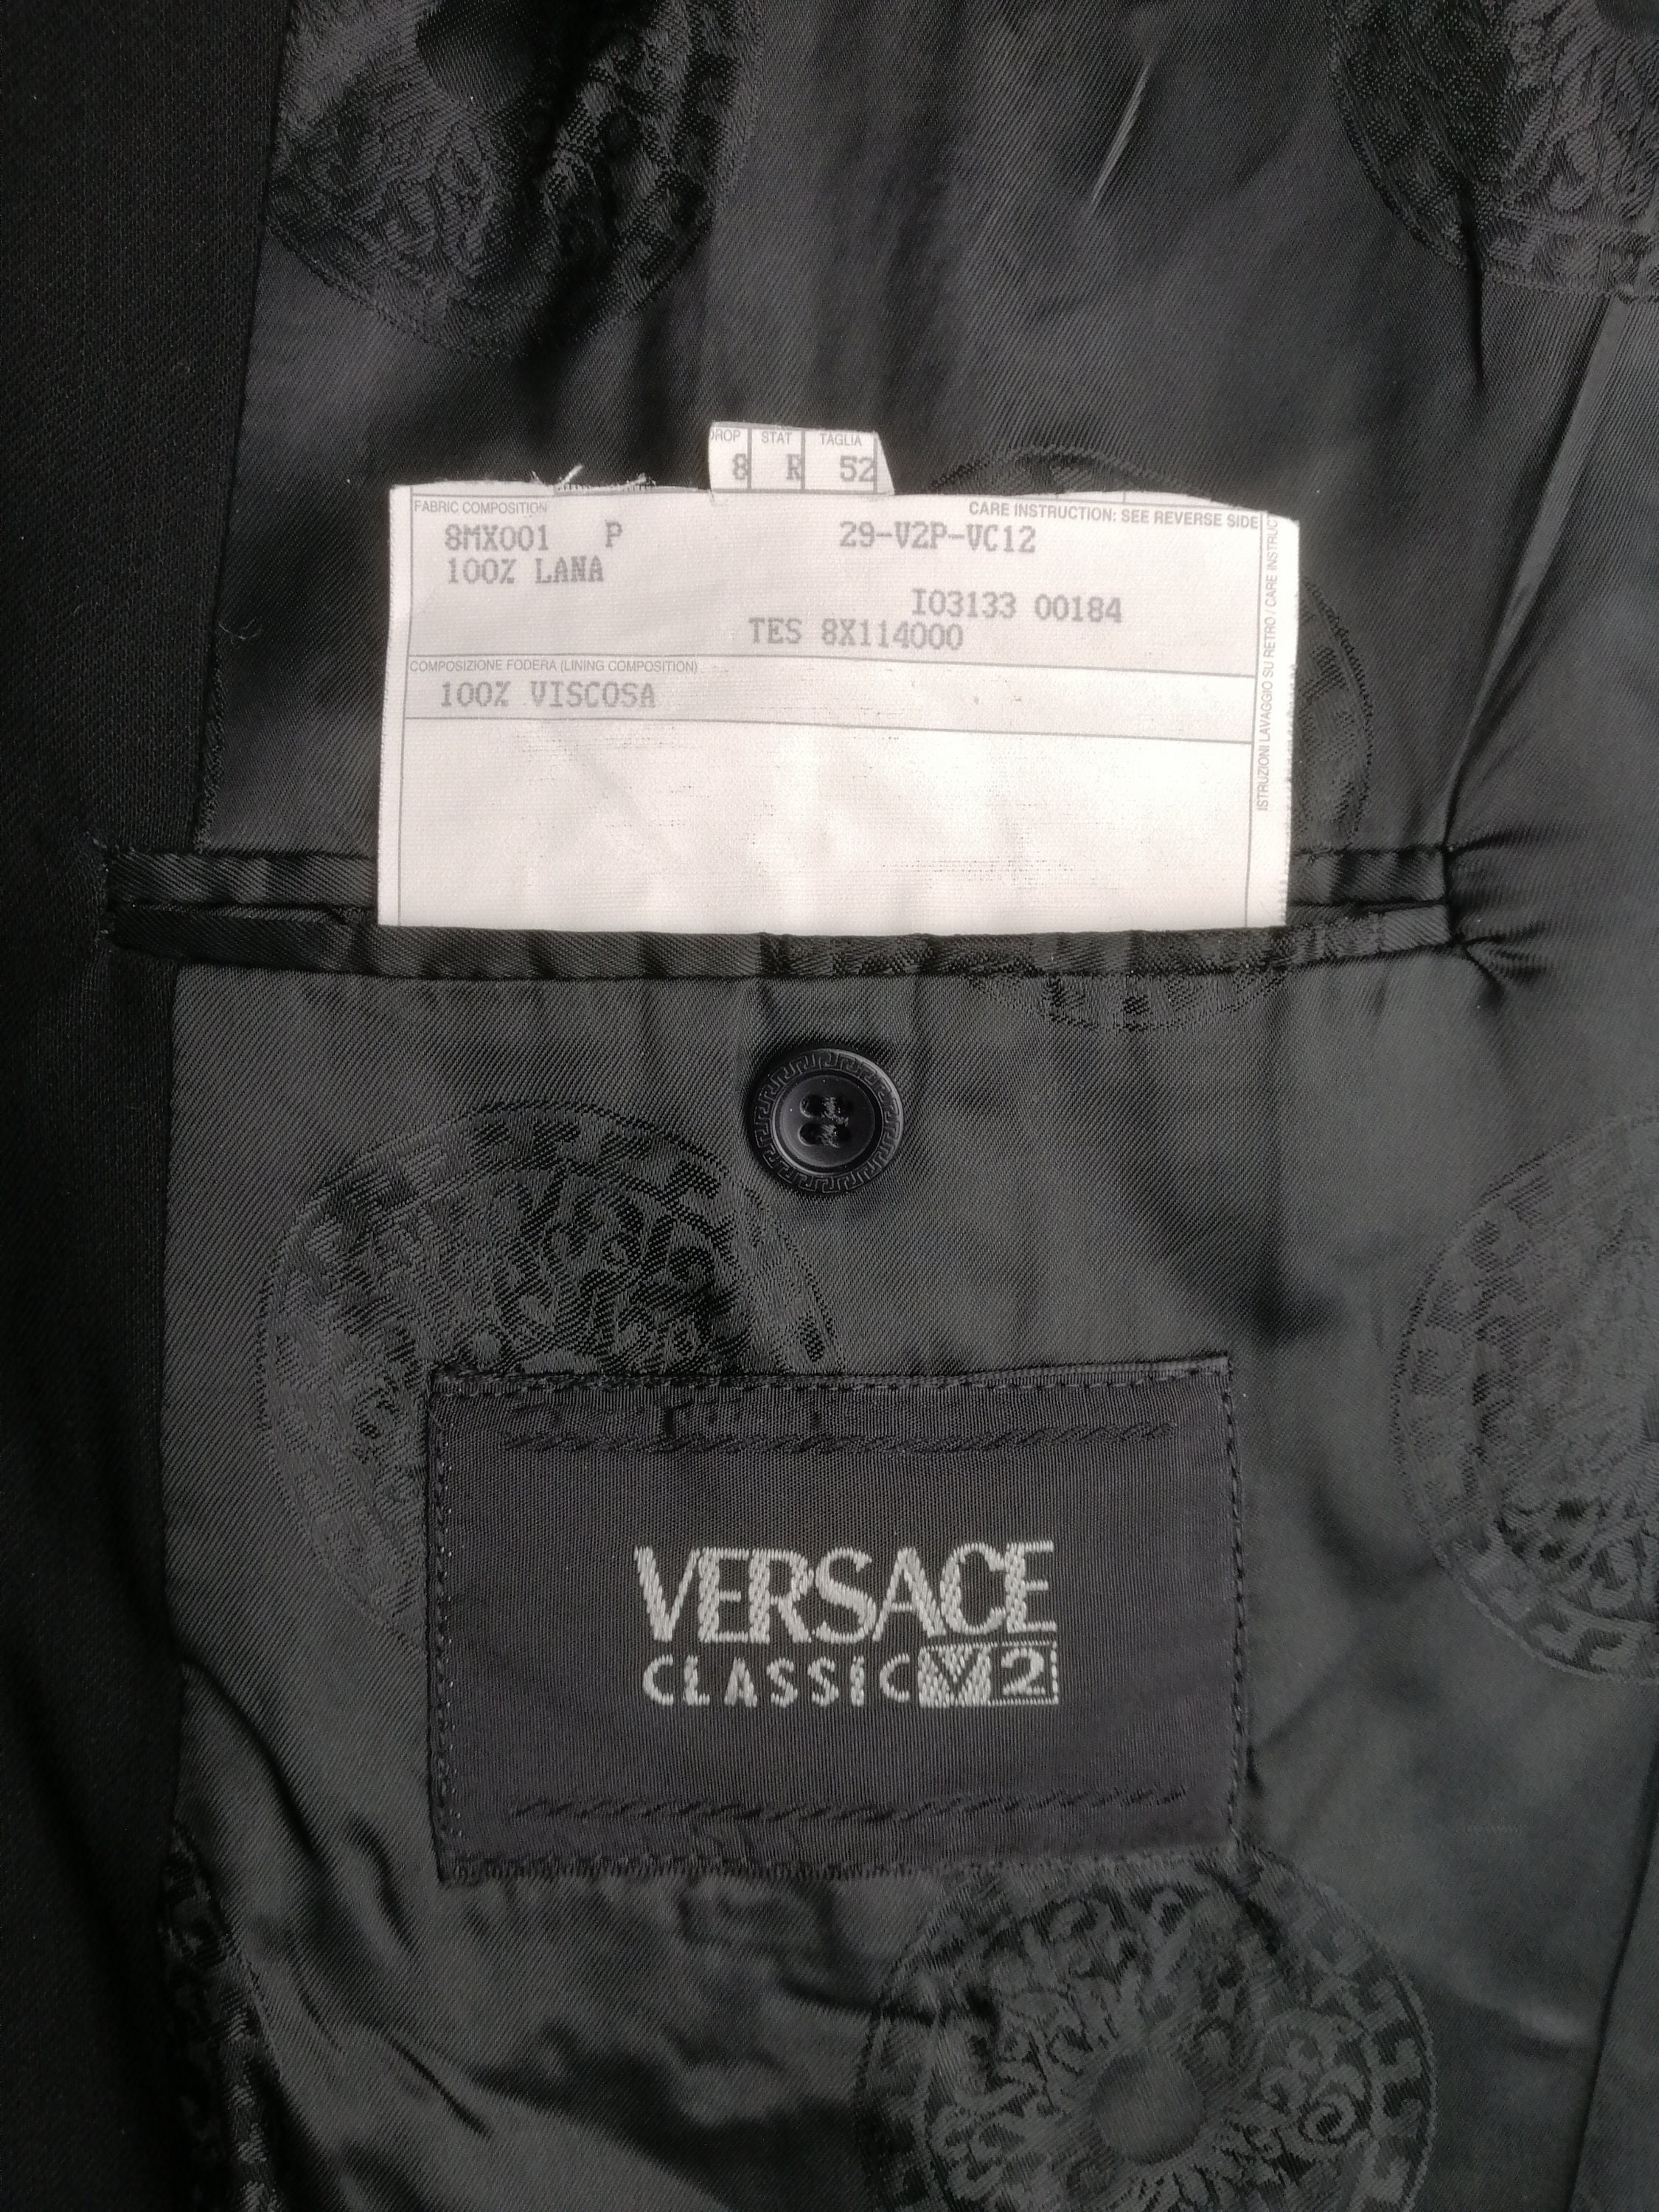 DROP STAT TAGLIA
8 R 52
FABRIC COMPOSITION
CARE INSTRUCTION: SEE REVERSE SIDE
8MX001 P 29-V2P-VC12
100% LANA
I03133 00184
TES 8X114000
COMPOSIZIONE FODERA (LINING COMPOSITION)
100% VISCOSA
ISTRUZIONI LAVAGGIO SU RETRO / CARE INSTRUCT
VERSACE
CLASSIC V2